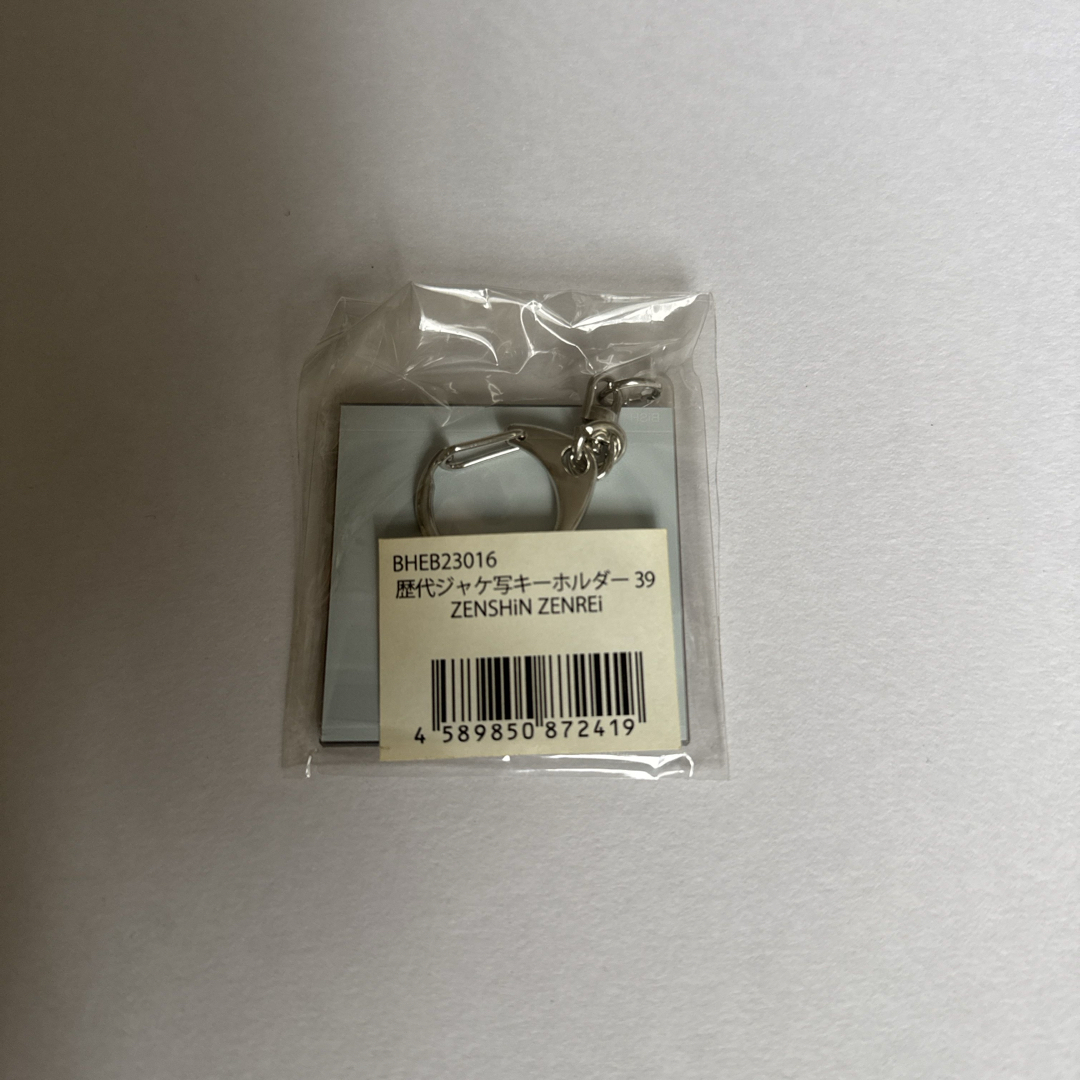 BHEB23016
歴代ジャケ写キーホルダー 39
ZENSHiN ZENREi
4 589850 872419